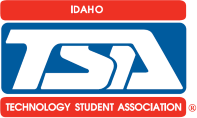 IDAHO
TSA
TECHNOLOGY STUDENT ASSOCIATION ®